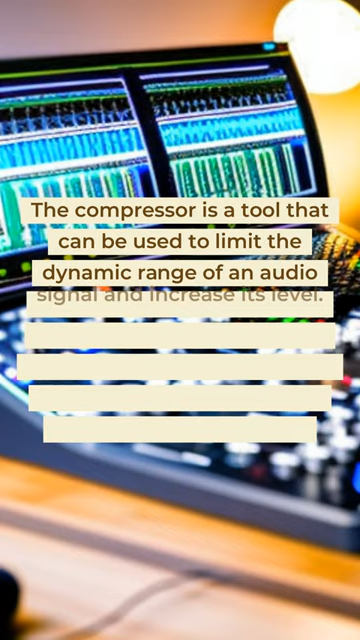 The compressor is a tool that
can be used to limit the
dynamic range of an audio
signal and increase its level.